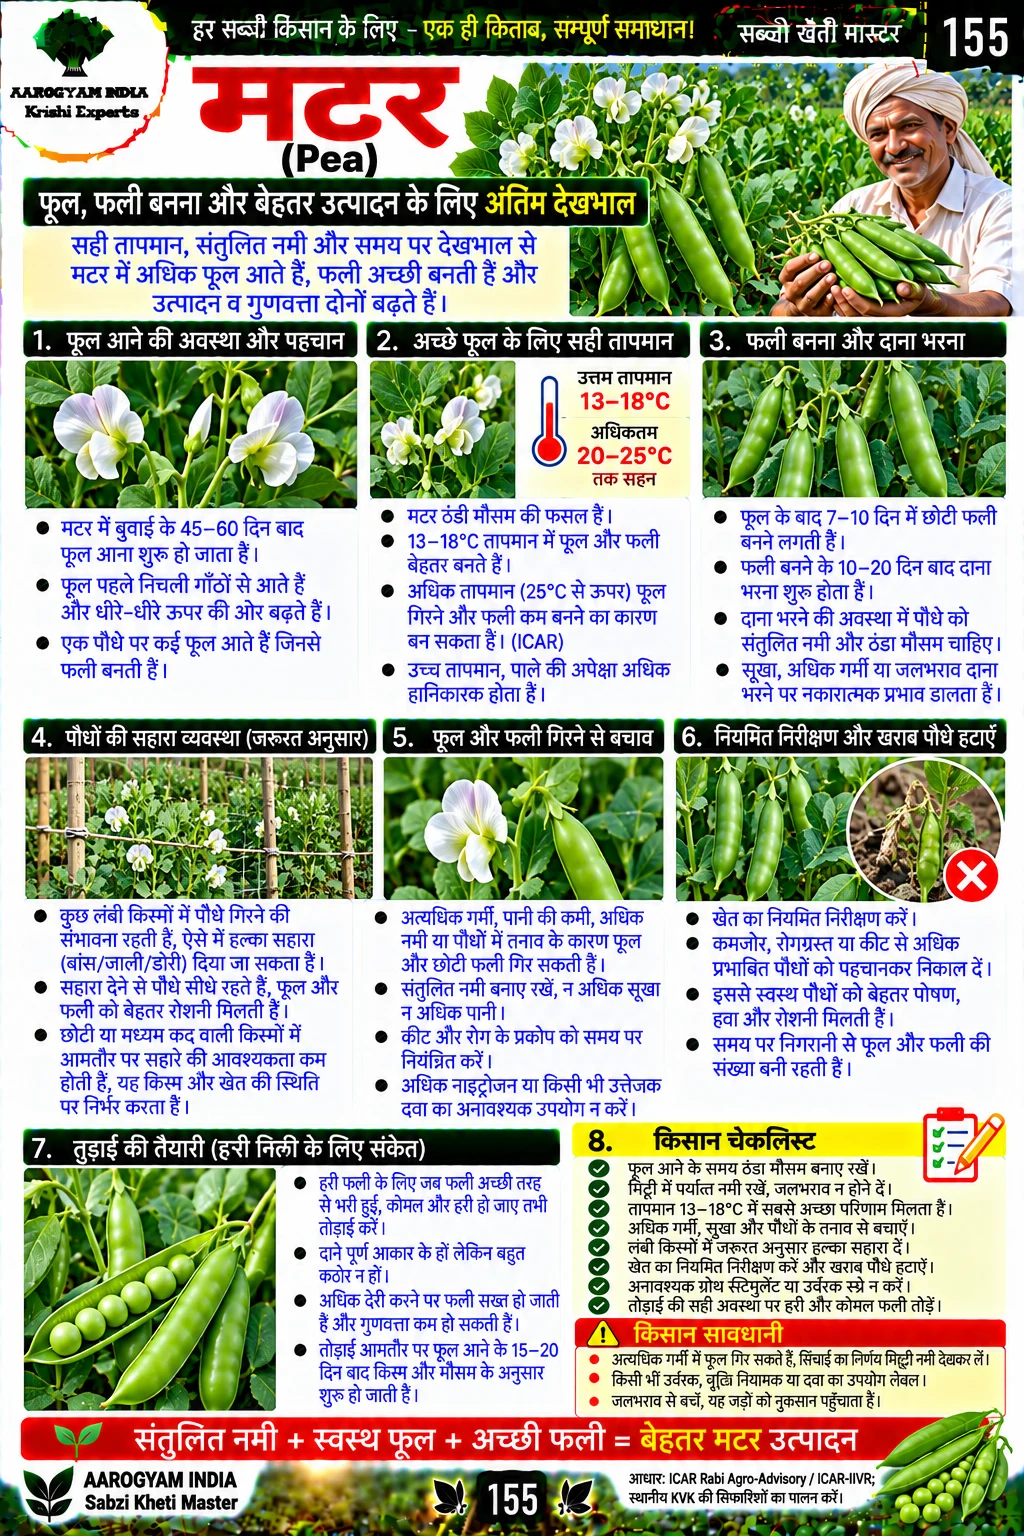 हर सब्जी किसान के लिए – एक ही किताब, सम्पूर्ण समाधान!
सब्जी खेती मास्टर
155
AAROGYAM INDIA
Krishi Experts
मटर
(Pea)
फूल, फली बनना और बेहतर उत्पादन के लिए अंतिम देखभाल
सही तापमान, संतुलित नमी और समय पर देखभाल से
मटर में अधिक फूल आते हैं, फली अच्छी बनती हैं और
उत्पादन व गुणवत्ता दोनों बढ़ते हैं।
1. फूल आने की अवस्था और पहचान
● मटर में बुवाई के 45–60 दिन बाद
फूल आना शुरू हो जाता हैं।
● फूल पहले निचली गाँठों से आते हैं
और धीरे-धीरे ऊपर की ओर बढ़ते हैं।
● एक पौधे पर कई फूल आते हैं जिनसे
फली बनती हैं।
2. अच्छे फूल के लिए सही तापमान
उत्तम तापमान
13–18°C
अधिकतम
20–25°C
तक सहन
● मटर ठंडी मौसम की फसल हैं।
● 13–18°C तापमान में फूल और फली
बेहतर बनते हैं।
● अधिक तापमान (25°C से ऊपर) फूल
गिरने और फली कम बनने का कारण
बन सकता हैं। (ICAR)
● उच्च तापमान, पाले की अपेक्षा अधिक
हानिकारक होता हैं।
3. फली बनना और दाना भरना
● फूल के बाद 7–10 दिन में छोटी फली
बनने लगती हैं।
● फली बनने के 10–20 दिन बाद दाना
भरना शुरू होता हैं।
● दाना भरने की अवस्था में पौधे को
संतुलित नमी और ठंडा मौसम चाहिए।
● सूखा, अधिक गर्मी या जलभराव दाना
भरने पर नकारात्मक प्रभाव डालता हैं।
4. पौधों की सहारा व्यवस्था (जरूरत अनुसार)
● कुछ लंबी किस्मों में पौधे गिरने की
संभावना रहती हैं, ऐसे में हल्का सहारा
(बांस/जाली/डोरी) दिया जा सकता हैं।
● सहारा देने से पौधे सीधे रहते हैं, फूल और
फली को बेहतर रोशनी मिलती हैं।
● छोटी या मध्यम कद वाली किस्मों में
आमतौर पर सहारे की आवश्यकता कम
होती हैं, यह किस्म और खेत की स्थिति
पर निर्भर करता हैं।
5. फूल और फली गिरने से बचाव
● अत्यधिक गर्मी, पानी की कमी, अधिक
नमी या पौधों में तनाव के कारण फूल
और छोटी फली गिर सकती हैं।
● संतुलित नमी बनाए रखें, न अधिक सूखा
न अधिक पानी।
● कीट और रोग के प्रकोप को समय पर
नियंत्रित करें।
● अधिक नाइट्रोजन या किसी भी उत्तेजक
दवा का अनावश्यक उपयोग न करें।
6. नियमित निरीक्षण और खराब पौधे हटाएँ
● खेत का नियमित निरीक्षण करें।
● कमजोर, रोगग्रस्त या कीट से अधिक
प्रभावित पौधों को पहचानकर निकाल दें।
● इससे स्वस्थ पौधों को बेहतर पोषण,
हवा और रोशनी मिलती हैं।
● समय पर निगरानी से फूल और फली की
संख्या बनी रहती हैं।
7. तुड़ाई की तैयारी (हरी के लिए संकेत)
● हरी फली के लिए जब फली अच्छी तरह
से भरी हुई, कोमल और हरी हो जाए तभी
तोड़ाई करें।
● दाने पूर्ण आकार के हों लेकिन बहुत
कठोर न हों।
● अधिक देरी करने पर फली सख्त हो जाती
हैं और गुणवत्ता कम हो सकती हैं।
● तोड़ाई आमतौर पर फूल आने के 15–20
दिन बाद किस्म और मौसम के अनुसार
शुरू हो जाती हैं।
8. किसान चेकलिस्ट
फूल आने के समय ठंडा मौसम बनाए रखें।
मिट्टी में पर्याप्त नमी रखें, जलभराव न होने दें।
तापमान 13–18°C में सबसे अच्छा परिणाम मिलता हैं।
अधिक गर्मी, सुखा और पौधों के तनाव से बचाएँ।
लंबी किस्मों में जरूरत अनुसार हल्का सहारा दें।
खेत का नियमित निरीक्षण करें और खराब पौधे हटाएँ।
अनावश्यक ग्रोथ स्टिमुलेंट या उर्वरक स्प्रे न करें।
तोड़ाई की सही अवस्था पर हरी और कोमल फली तोड़ें।
किसान सावधानी
● अत्यधिक गर्मी में फूल गिर सकते हैं, सिंचाई का निर्णय मिट्टी नमी देखकर लें।
● किसी भी उर्वरक, वृद्धि नियामक या दवा का उपयोग लेबल।
● जलभराव से बचें, यह जड़ों को नुकसान पहुँचाता हैं।
संतुलित नमी + स्वस्थ फूल + अच्छी फली = बेहतर मटर उत्पादन
AAROGYAM INDIA
Sabzi Kheti Master
155
आधार: ICAR Rabi Agro-Advisory / ICAR-IIVR;
स्थानीय KVK की सिफारिशों का पालन करें।